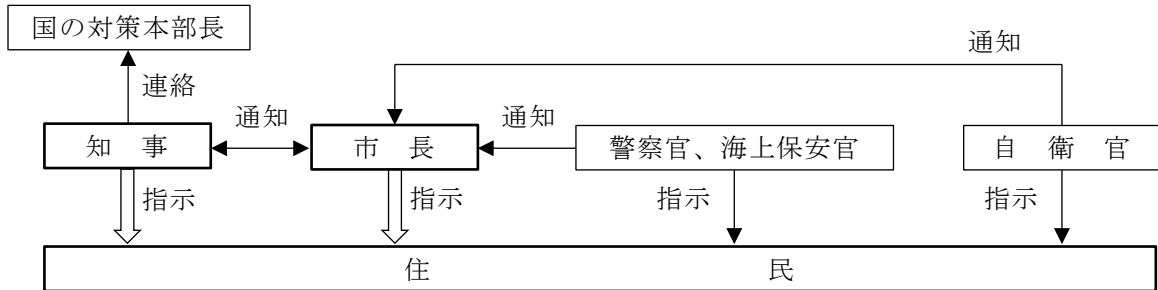 国の対策本部長
通知
連絡
通知
通知
知事
市長
警察官、海上保安官
自衛官
指示
指示
指示
指示
住民